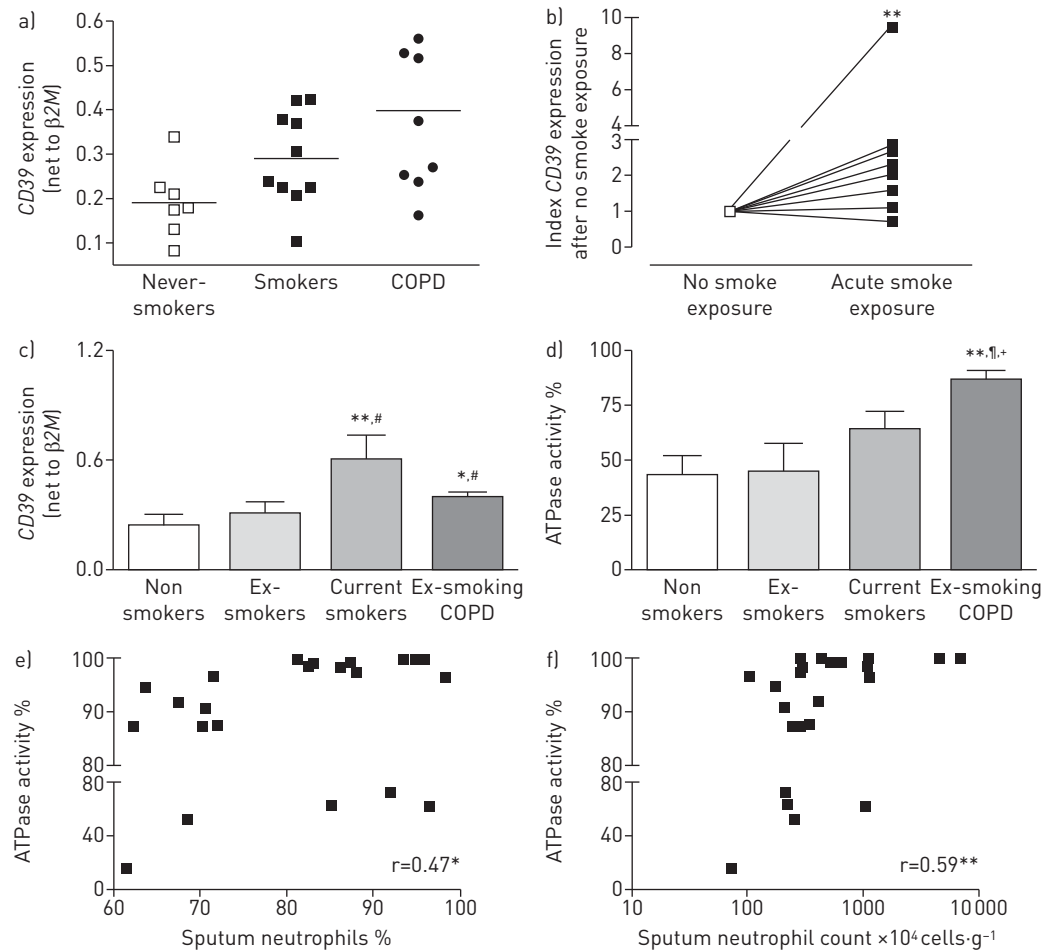 a)
CD39 expression
(net to β2M)
0.6
0.5
0.4
0.3
0.2
0.1
Never-
smokers
Smokers
COPD
b)
Index CD39 expression
after no smoke exposure
10
8
6
4
3
2
1
0
**
No smoke
exposure
Acute smoke
exposure
c)
CD39 expression
(net to β2M)
1.2
0.6
0.0
**,#
*,#
Non
smokers
Ex-
smokers
Current
smokers
Ex-smoking
COPD
d)
ATPase activity %
100
75
50
25
0
**,¶,+
Non
smokers
Ex-
smokers
Current
smokers
Ex-smoking
COPD
e)
ATPase activity %
100
90
80
80
40
0
r=0.47*
60
70
80
90
100
Sputum neutrophils %
f)
ATPase activity %
100
90
80
80
40
0
r=0.59**
10
100
1000
10000
Sputum neutrophil count ×10⁴cells·g⁻¹